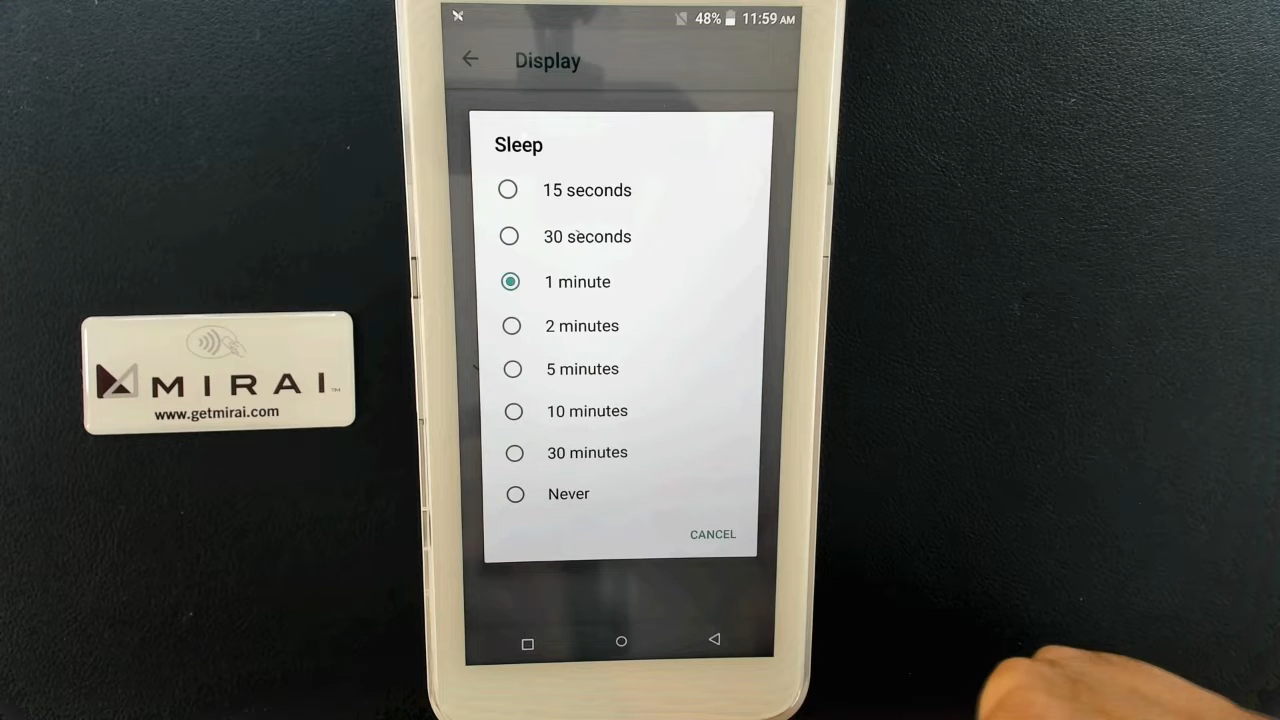 48% 11:59 AM
Display
Sleep
15 seconds
30 seconds
1 minute
2 minutes
5 minutes
10 minutes
30 minutes
Never
CANCEL
MIRAI™
www.getmirai.com